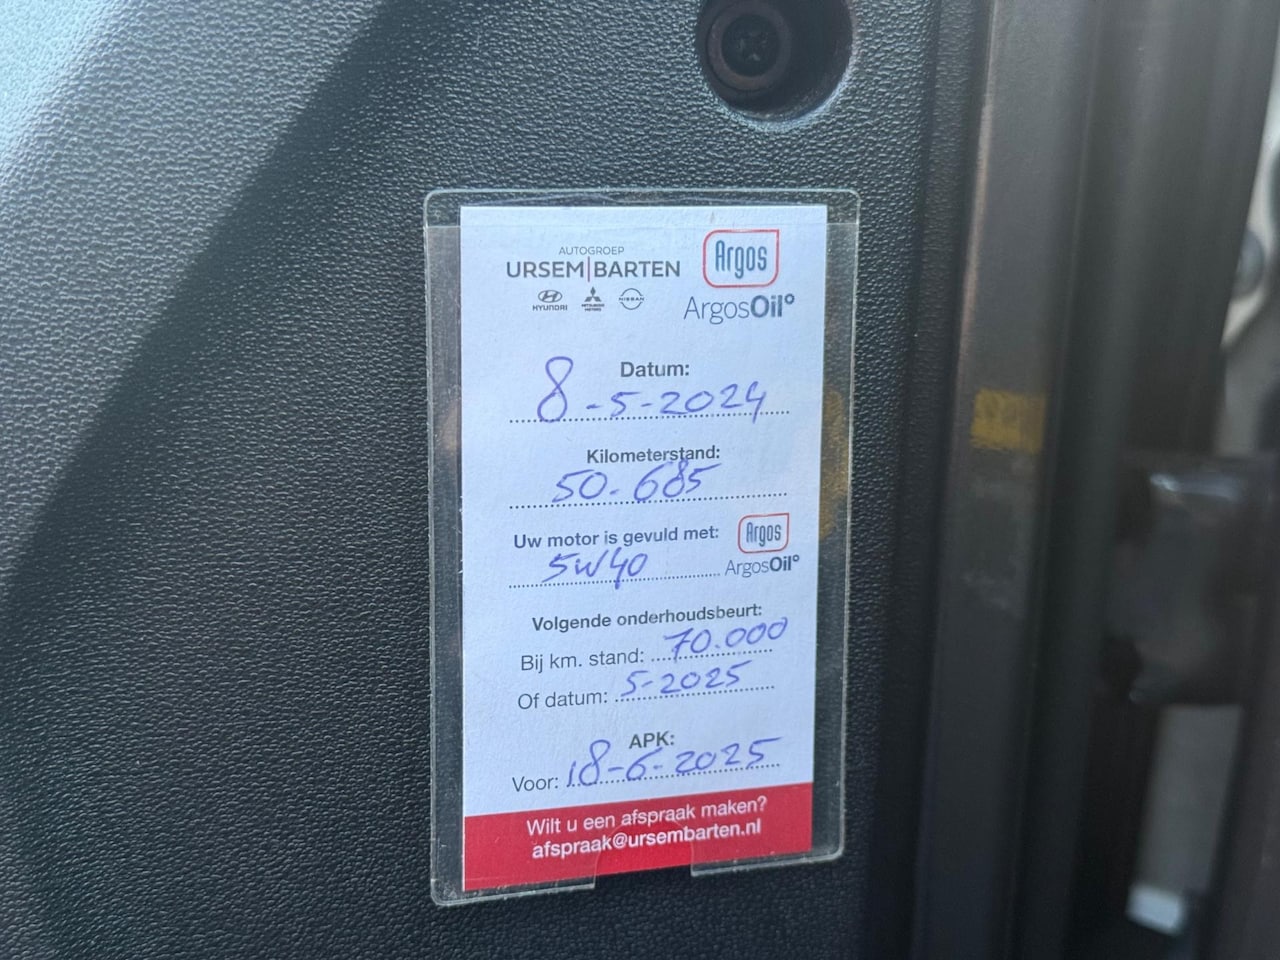 AUTOGROEP
URSEM|BARTEN
HYUNDAI
MITSUBISHI MOTORS
NISSAN
Argos
ArgosOil°
Datum:
8-5-2024
Kilometerstand:
50.685
Uw motor is gevuld met:
Argos
5W40
ArgosOil°
Volgende onderhoudsbeurt:
Bij km. stand: 70.000
Of datum: 5-2025
APK:
Voor: 18-6-2025
Wilt u een afspraak maken?
afspraak@ursembarten.nl